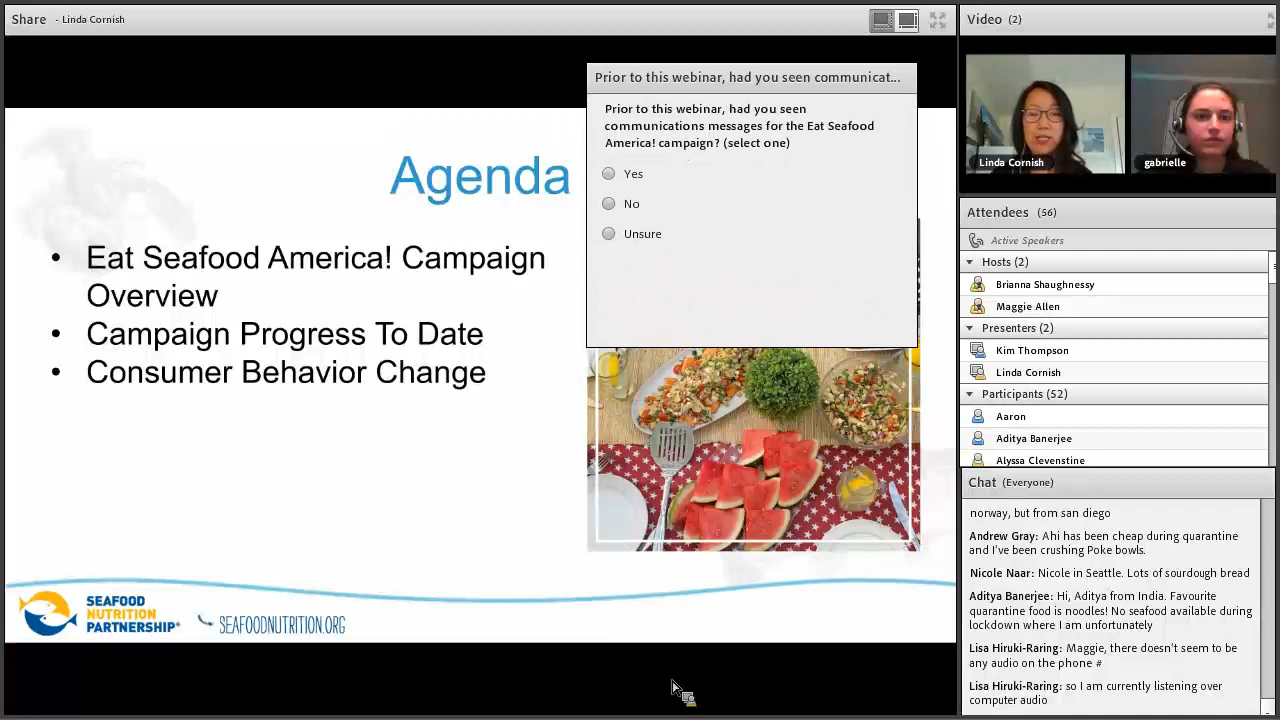 Share - Linda Cornish
Agenda
• Eat Seafood America! Campaign
Overview
• Campaign Progress To Date
• Consumer Behavior Change
SEAFOOD
NUTRITION
PARTNERSHIP
SEAFOODNUTRITION.ORG
Prior to this webinar, had you seen communicat...
Prior to this webinar, had you seen
communications messages for the Eat Seafood
America! campaign? (select one)
Yes
No
Unsure
Video (2)
Linda Cornish
gabrielle
Attendees (56)
Active Speakers
Hosts (2)
Brianna Shaughnessy
Maggie Allen
Presenters (2)
Kim Thompson
Linda Cornish
Participants (52)
Aaron
Aditya Banerjee
Alyssa Clevenstine
Chat (Everyone)
norway, but from san diego
Andrew Gray: Ahi has been cheap during quarantine
and I've been crushing Poke bowls.
Nicole Naar: Nicole in Seattle. Lots of sourdough bread
Aditya Banerjee: Hi, Aditya from India. Favourite
quarantine food is noodles! No seafood available during
lockdown where I am unfortunately
Lisa Hiruki-Raring: Maggie, there doesn't seem to be
any audio on the phone #
Lisa Hiruki-Raring: so I am currently listening over
computer audio